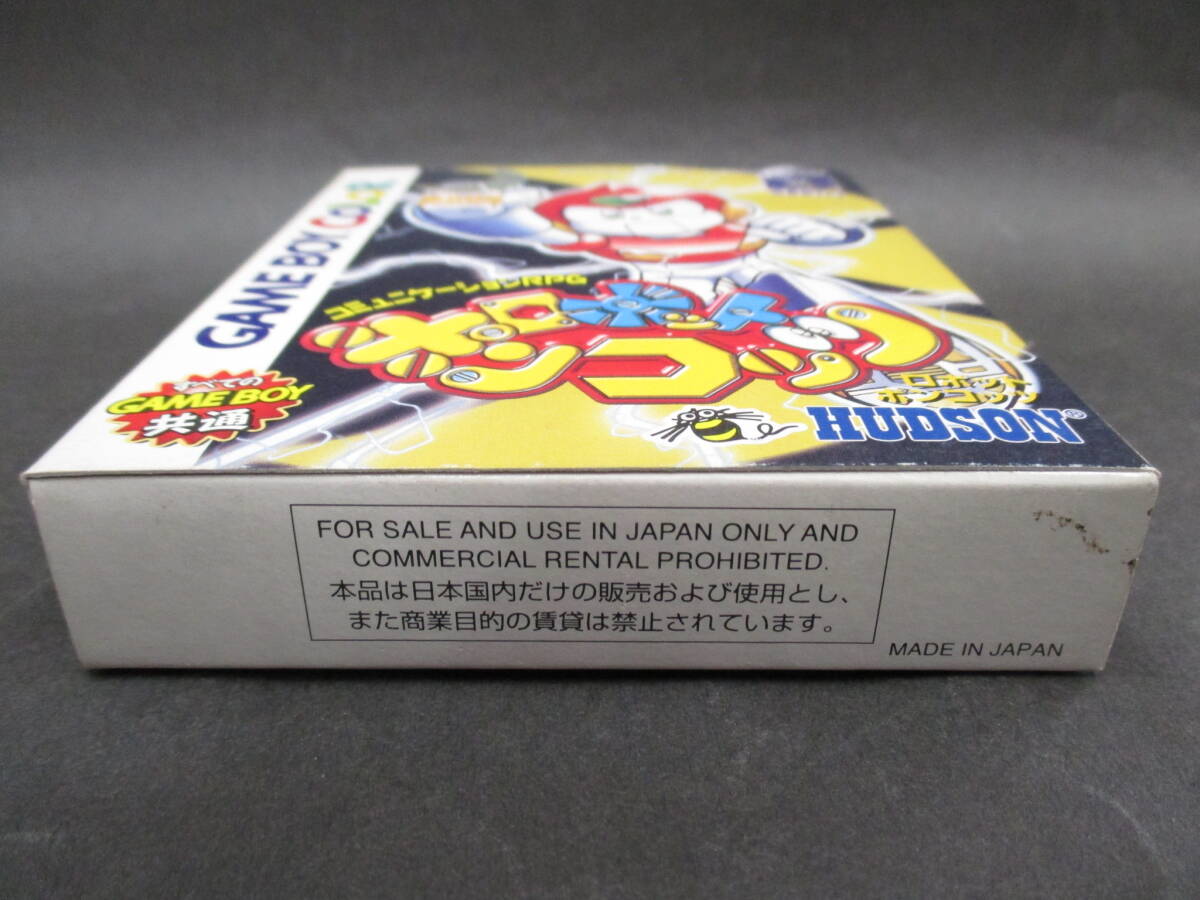 GAME BOY COLOR
コミュニケーションRPG
ロボット
ポンコッツ
すべての
GAME BOY
共通
ロボット
ポンコッツ
HUDSON®
FOR SALE AND USE IN JAPAN ONLY AND
COMMERCIAL RENTAL PROHIBITED.
本品は日本国内だけの販売および使用とし、
また商業目的の賃貸は禁止されています。
MADE IN JAPAN